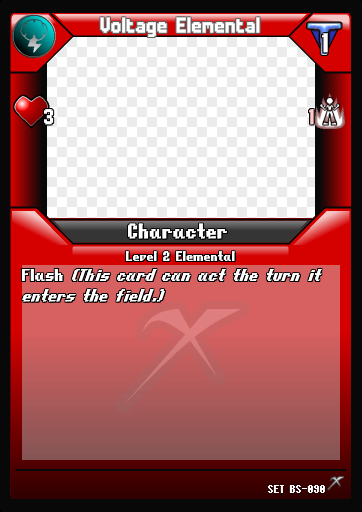 Voltage Elemental
1
3
1
Character
Level 2 Elemental
Flash (This card can act the turn it
enters the field.)
SET BS-090